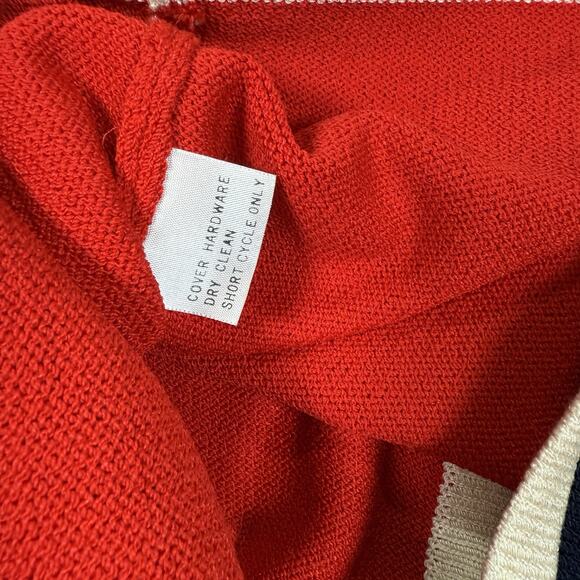 COVER HARDWARE
DRY CLEAN
SHORT CYCLE ONLY